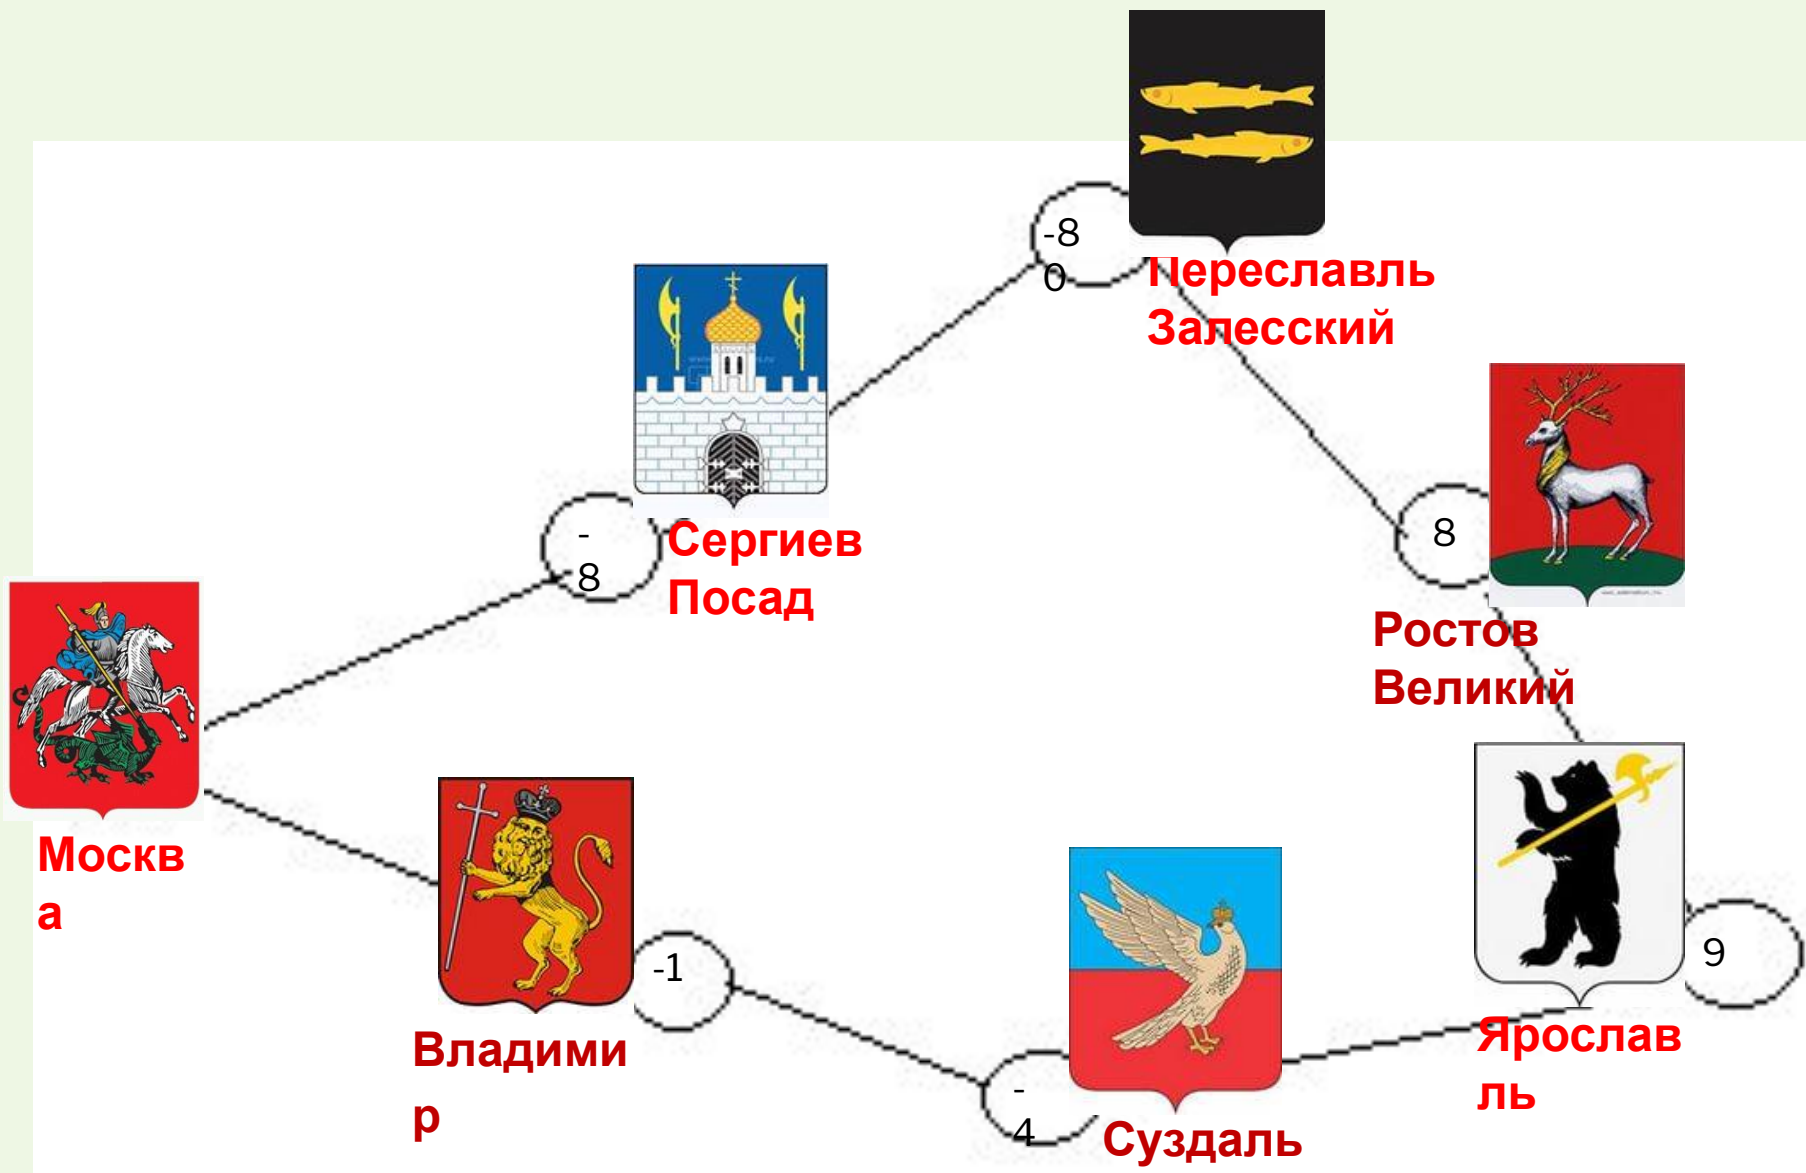 -8
0
Переславль
Залесский
-
8
Сергиев
Посад
8
Ростов
Великий
Москв
а
-1
Владими
р
-
4
Суздаль
9
Ярослав
ль